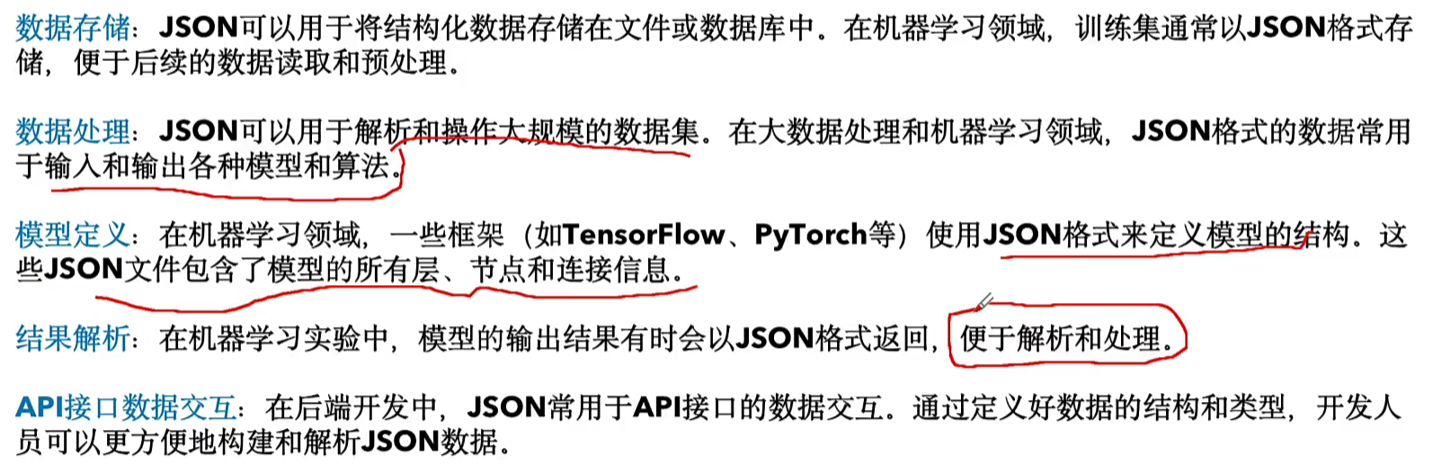 数据存储：JSON可以用于将结构化数据存储在文件或数据库中。在机器学习领域，训练集通常以JSON格式存
储，便于后续的数据读取和预处理。
数据处理：JSON可以用于解析和操作大规模的数据集。在大数据处理和机器学习领域，JSON格式的数据常用
于输入和输出各种模型和算法。
模型定义：在机器学习领域，一些框架（如TensorFlow、PyTorch等）使用JSON格式来定义模型的结构。这
些JSON文件包含了模型的所有层、节点和连接信息。
结果解析：在机器学习实验中，模型的输出结果有时会以JSON格式返回，便于解析和处理。
API接口数据交互：在后端开发中，JSON常用于API接口的数据交互。通过定义好数据的结构和类型，开发人
员可以更方便地构建和解析JSON数据。